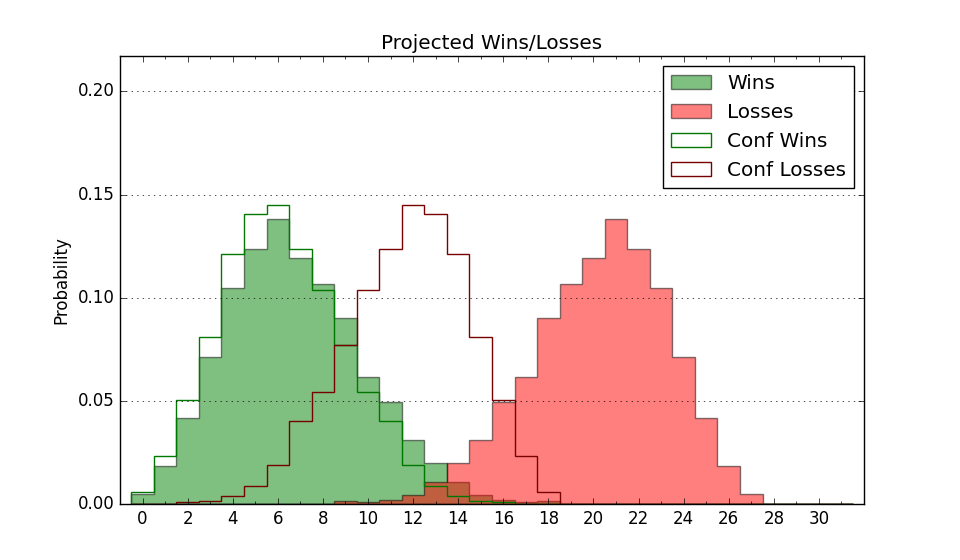 Projected Wins/Losses
Wins
Losses
Conf Wins
Conf Losses
0.20
0.15
0.10
0.05
0.00
Probability
0 2 4 6 8 10 12 14 16 18 20 22 24 26 28 30